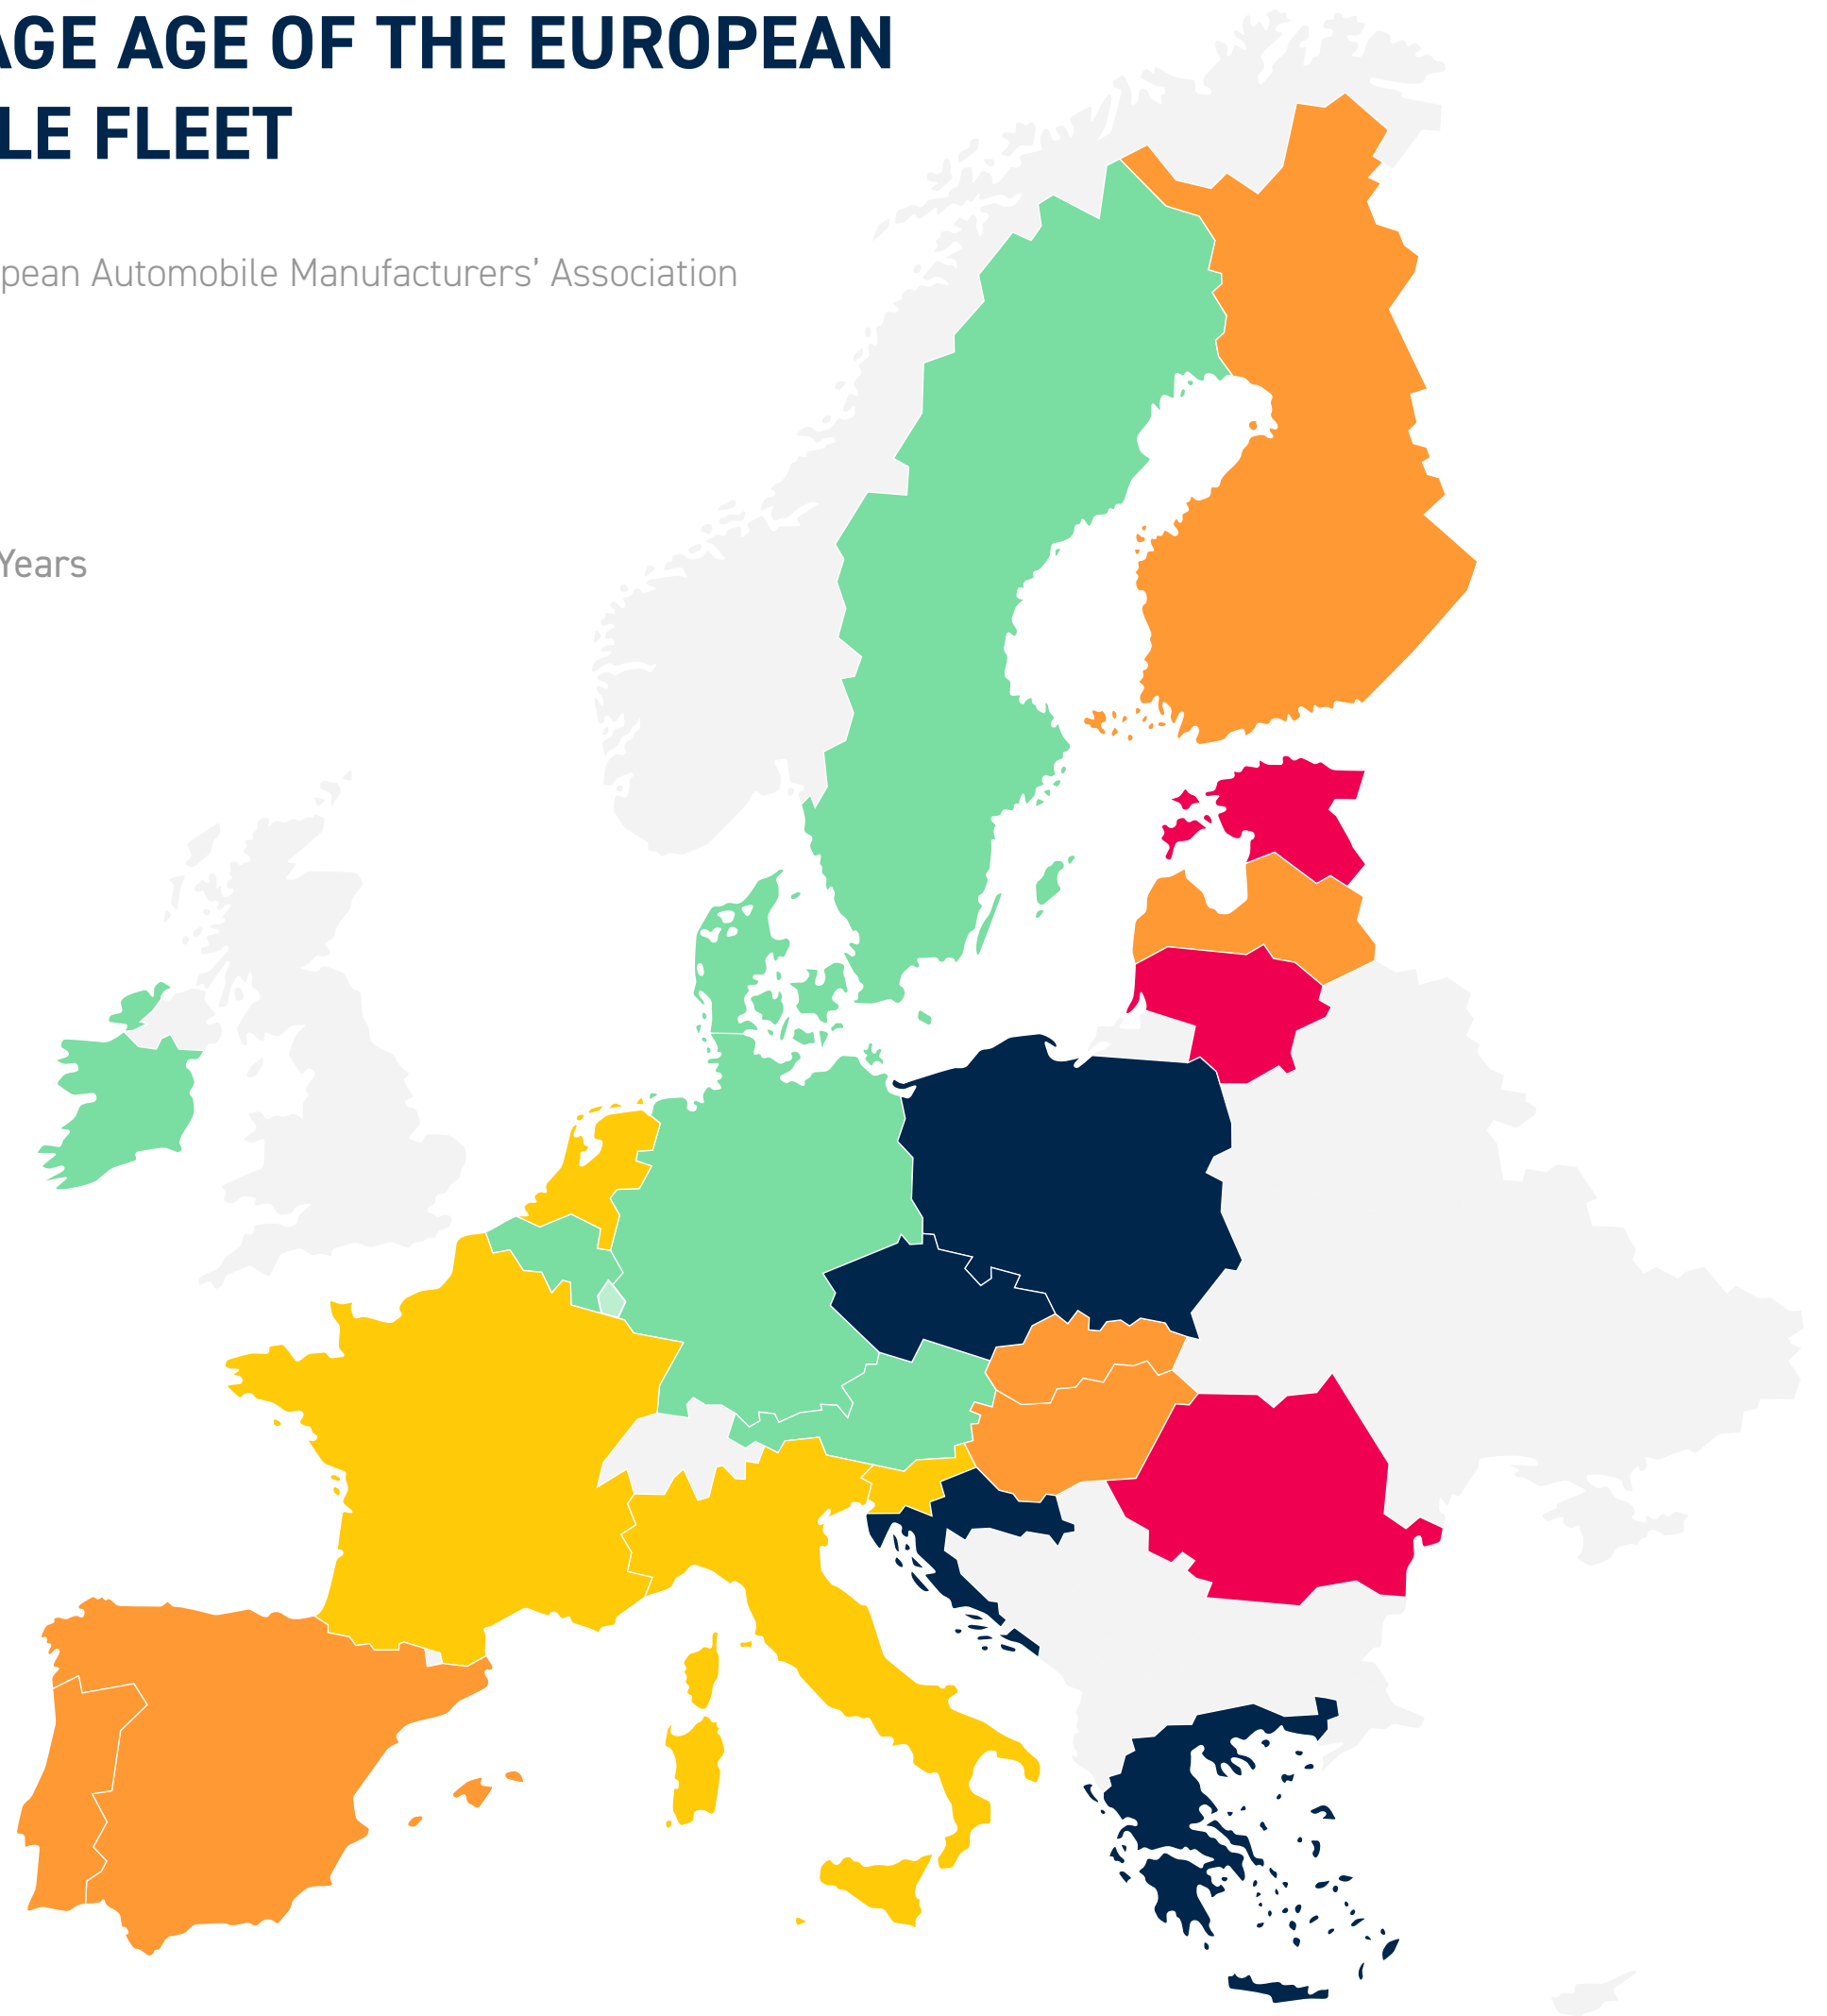 AGE AGE OF THE EUROPEAN
LE FLEET
pean Automobile Manufacturers’ Association
Years